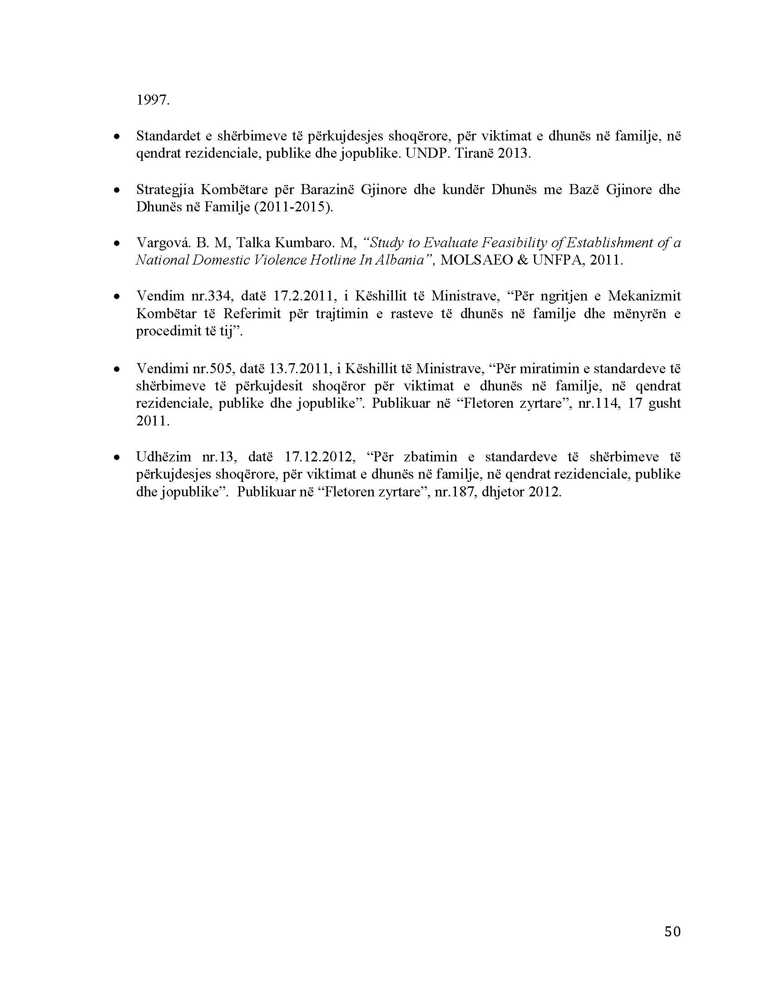 1997.
• Standardet e shërbimeve të përkujdesjes shoqërore, për viktimat e dhunës në familje, në
qendrat rezidenciale, publike dhe jopublike. UNDP. Tiranë 2013.
• Strategjia Kombëtare për Barazinë Gjinore dhe kundër Dhunës me Bazë Gjinore dhe
Dhunës në Familje (2011-2015).
• Vargová. B. M, Talka Kumbaro. M, “Study to Evaluate Feasibility of Establishment of a
National Domestic Violence Hotline In Albania”, MOLSAEO & UNFPA, 2011.
• Vendim nr.334, datë 17.2.2011, i Këshillit të Ministrave, “Për ngritjen e Mekanizmit
Kombëtar të Referimit për trajtimin e rasteve të dhunës në familje dhe mënyrën e
procedimit të tij”.
• Vendimi nr.505, datë 13.7.2011, i Këshillit të Ministrave, “Për miratimin e standardeve të
shërbimeve të përkujdesit shoqëror për viktimat e dhunës në familje, në qendrat
rezidenciale, publike dhe jopublike”. Publikuar në “Fletoren zyrtare”, nr.114, 17 gusht
2011.
• Udhëzim nr.13, datë 17.12.2012, “Për zbatimin e standardeve të shërbimeve të
përkujdesjes shoqërore, për viktimat e dhunës në familje, në qendrat rezidenciale, publike
dhe jopublike”. Publikuar në “Fletoren zyrtare”, nr.187, dhjetor 2012.
50